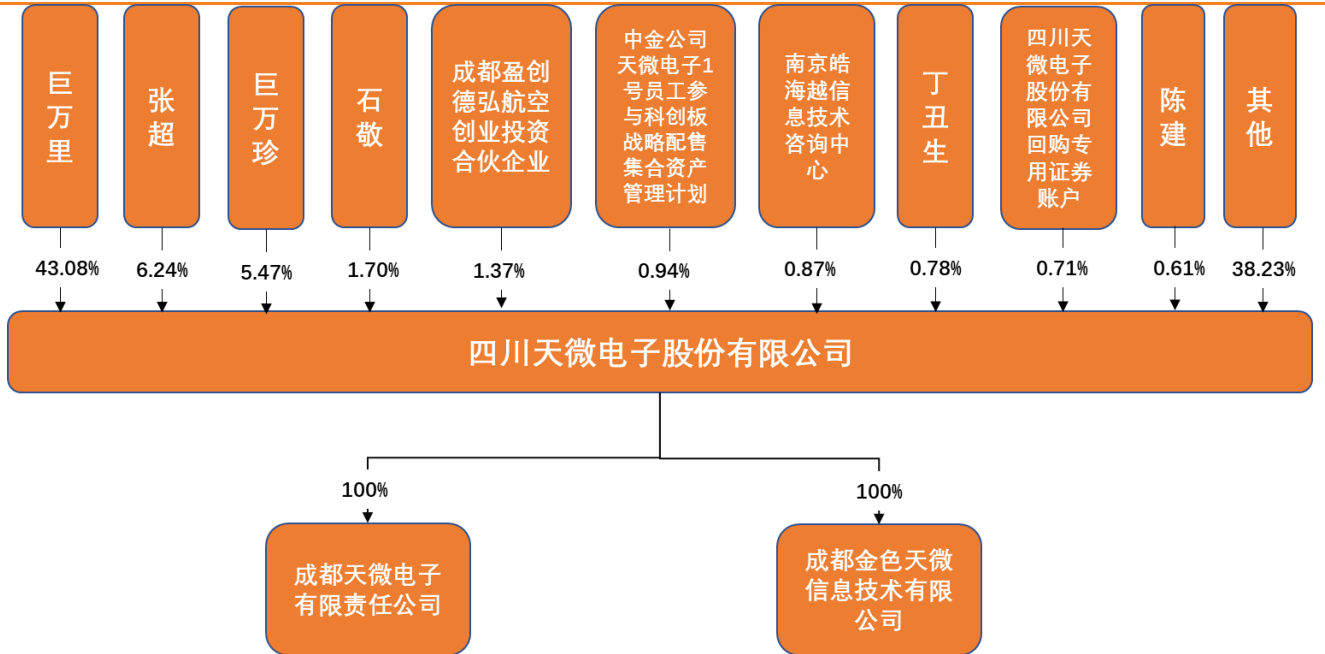 巨
万
里
张
超
巨
万
珍
石
敬
成都盈创
德弘航空
创业投资
合伙企业
中金公司
天微电子1
号员工参
与科创板
战略配售
集合资产
管理计划
南京皓
海越信
息技术
咨询中
心
丁
丑
生
四川天
微电子
股份有
限公司
回购专
用证券
账户
陈
建
其
他
43.08%
6.24%
5.47%
1.70%
1.37%
0.94%
0.87%
0.78%
0.71%
0.61%
38.23%
四川天微电子股份有限公司
100%
100%
成都天微电子
有限责任公司
成都金色天微
信息技术有限
公司